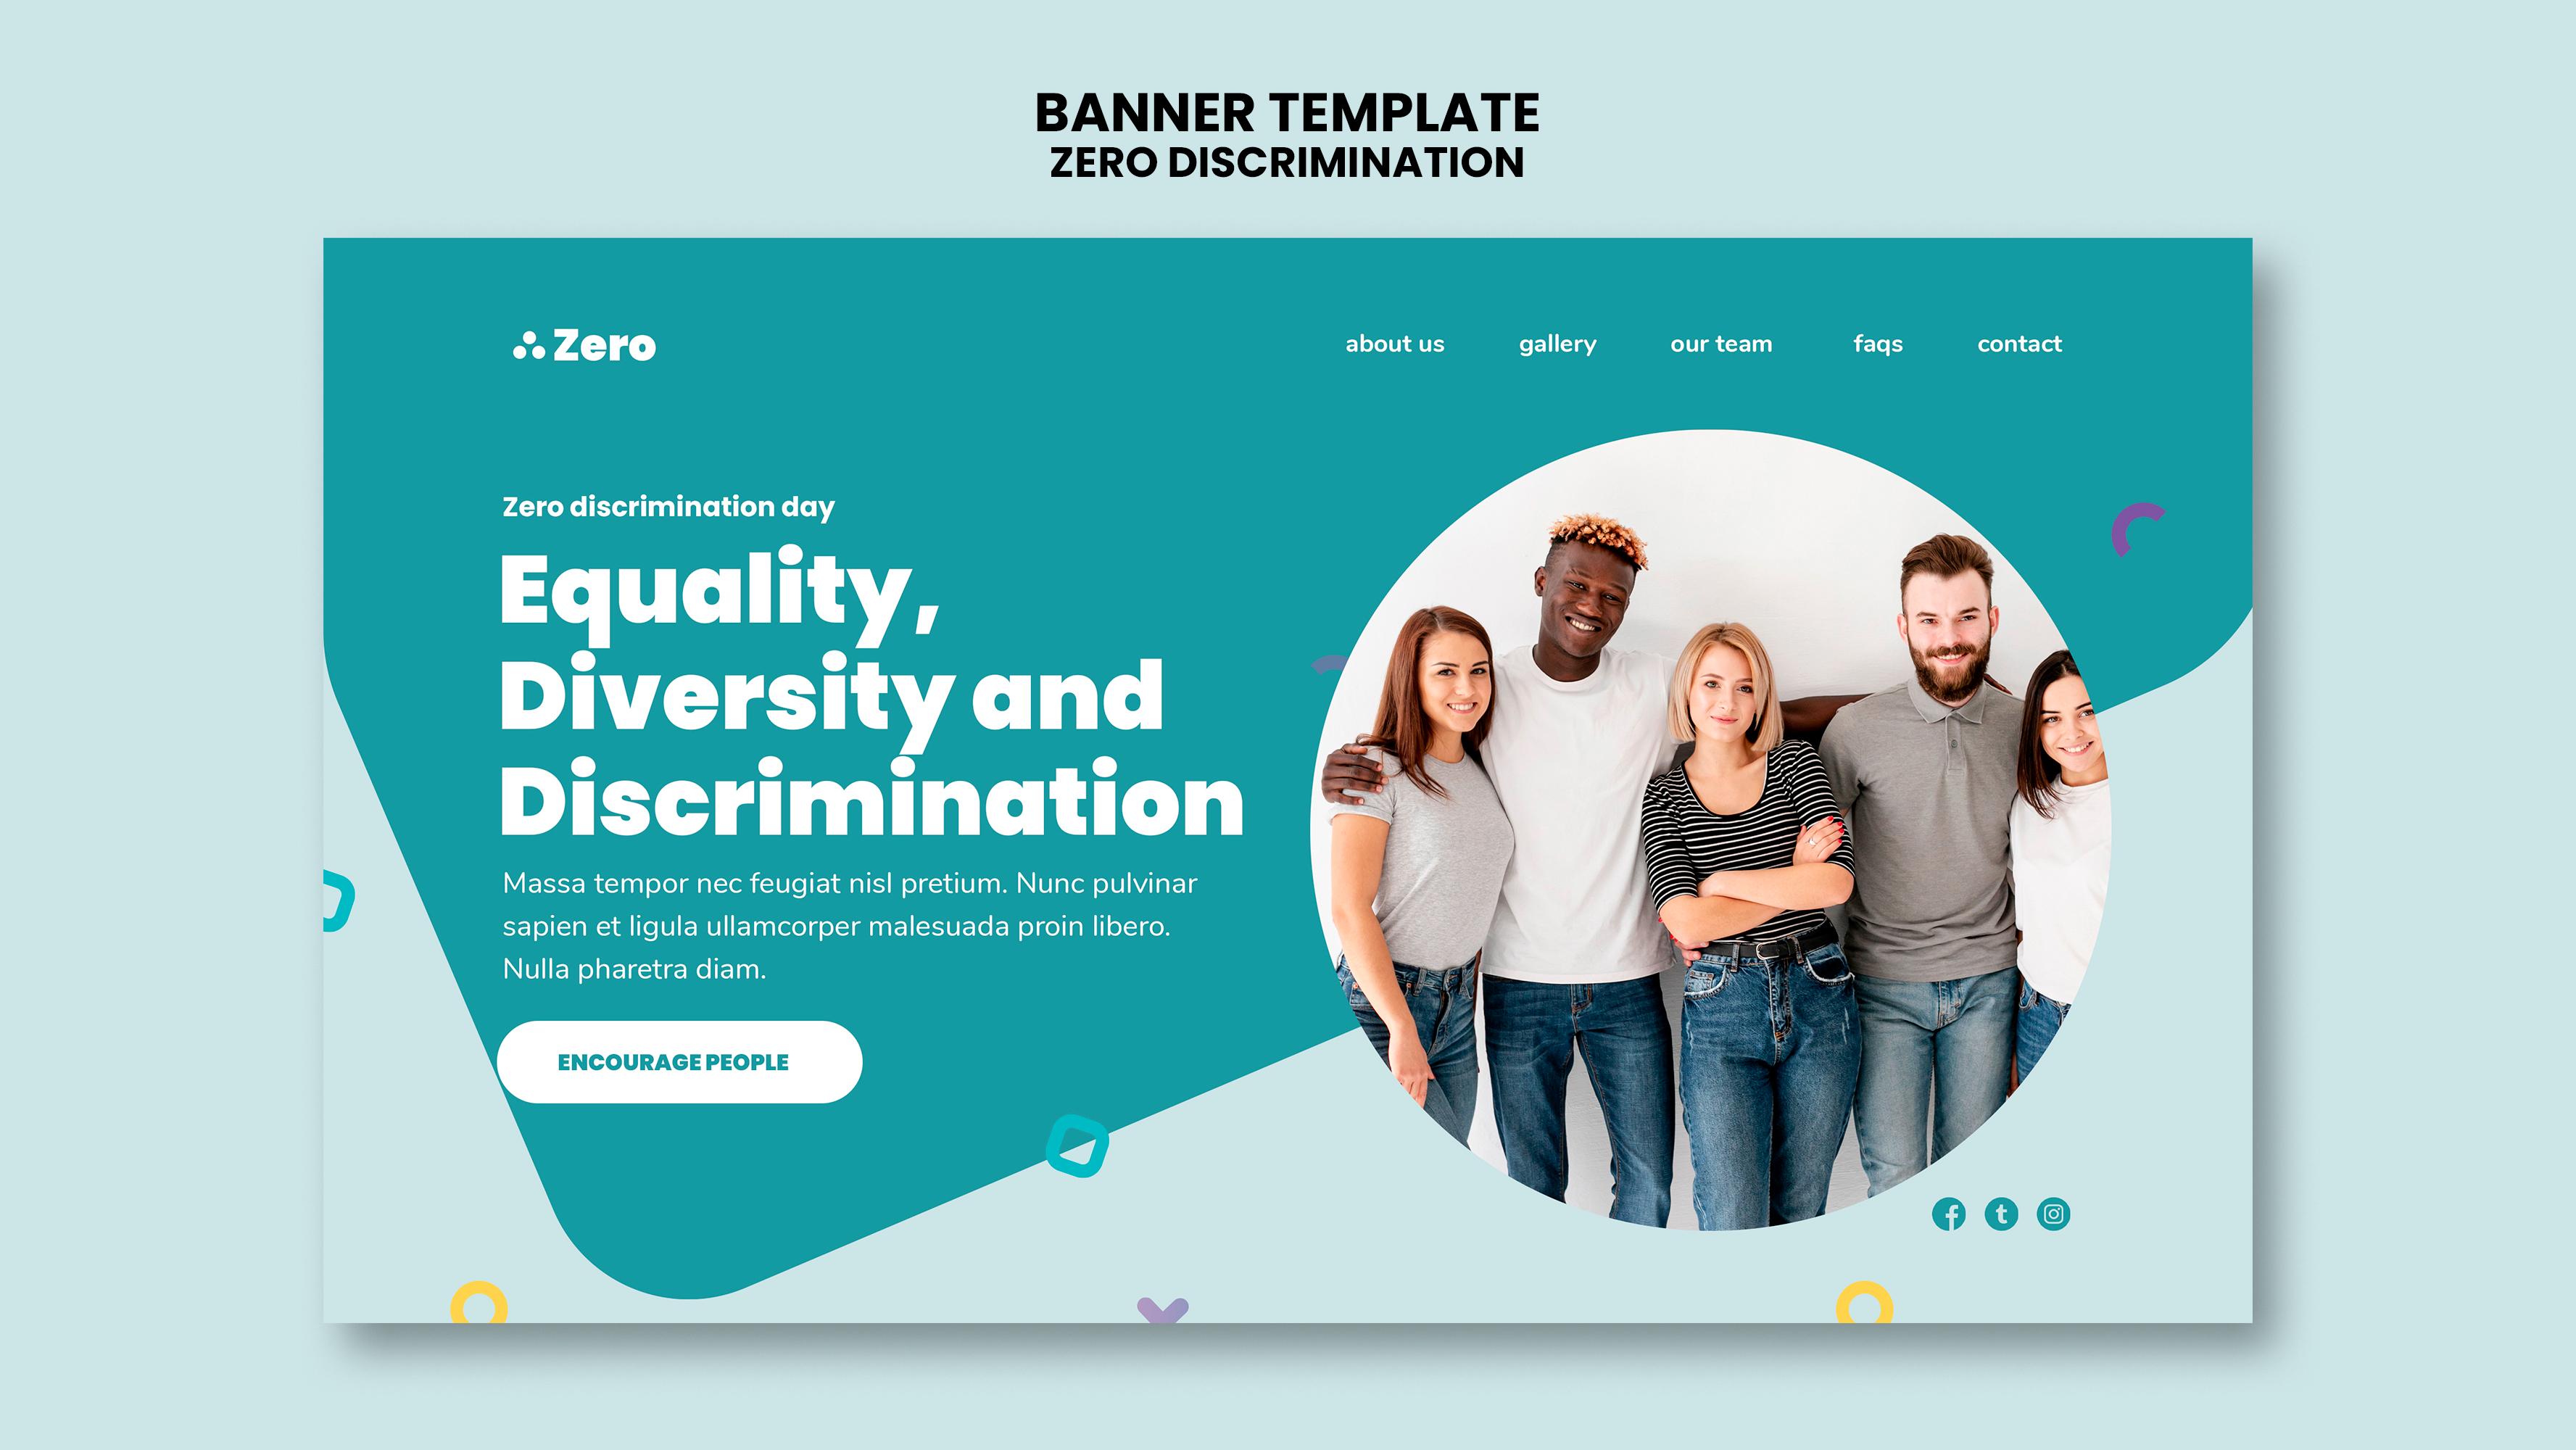 BANNER TEMPLATE
ZERO DISCRIMINATION
Zero
about us gallery our team faqs contact
Zero discrimination day
Equality,
Diversity and
Discrimination
Massa tempor nec feugiat nisl pretium. Nunc pulvinar
sapien et ligula ullamcorper malesuada proin libero.
Nulla pharetra diam.
ENCOURAGE PEOPLE